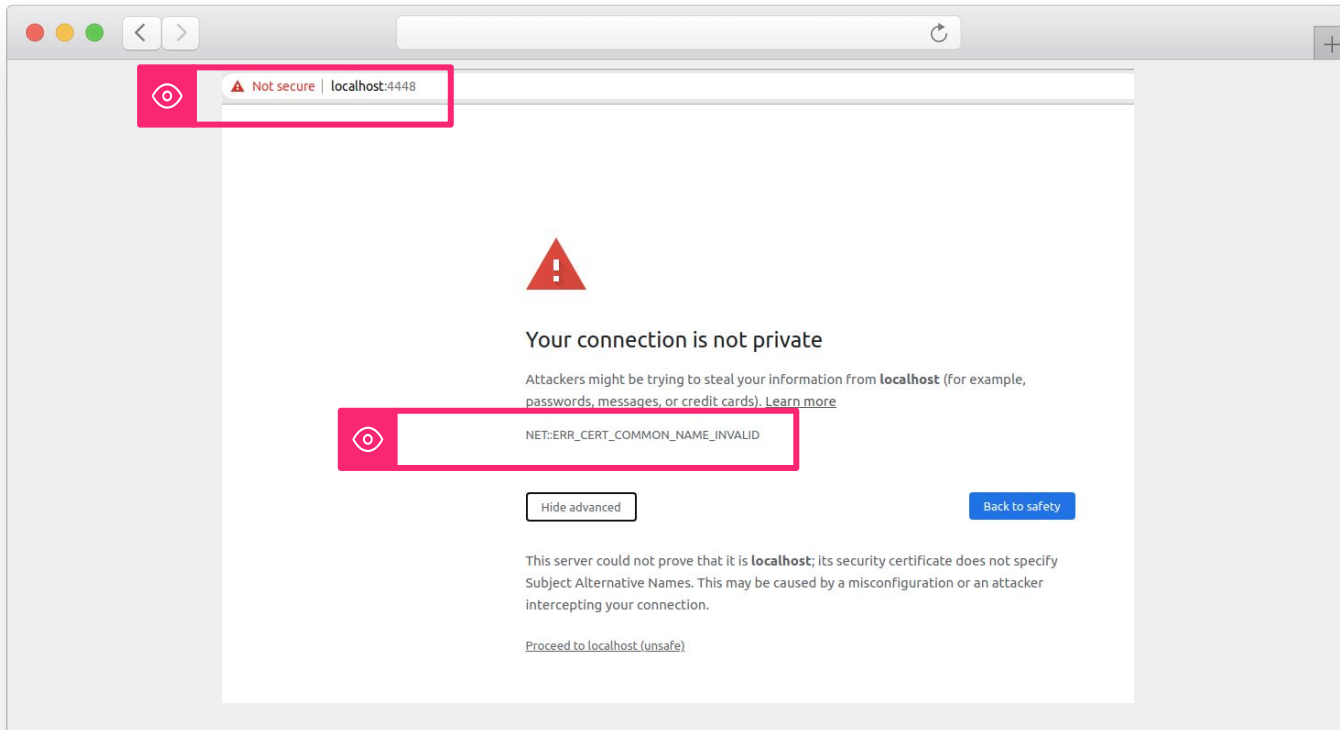 Not secure | localhost:4448
Your connection is not private
Attackers might be trying to steal your information from localhost (for example,
passwords, messages, or credit cards). Learn more
NET::ERR_CERT_COMMON_NAME_INVALID
Hide advanced
Back to safety
This server could not prove that it is localhost; its security certificate does not specify
Subject Alternative Names. This may be caused by a misconfiguration or an attacker
intercepting your connection.
Proceed to localhost (unsafe)